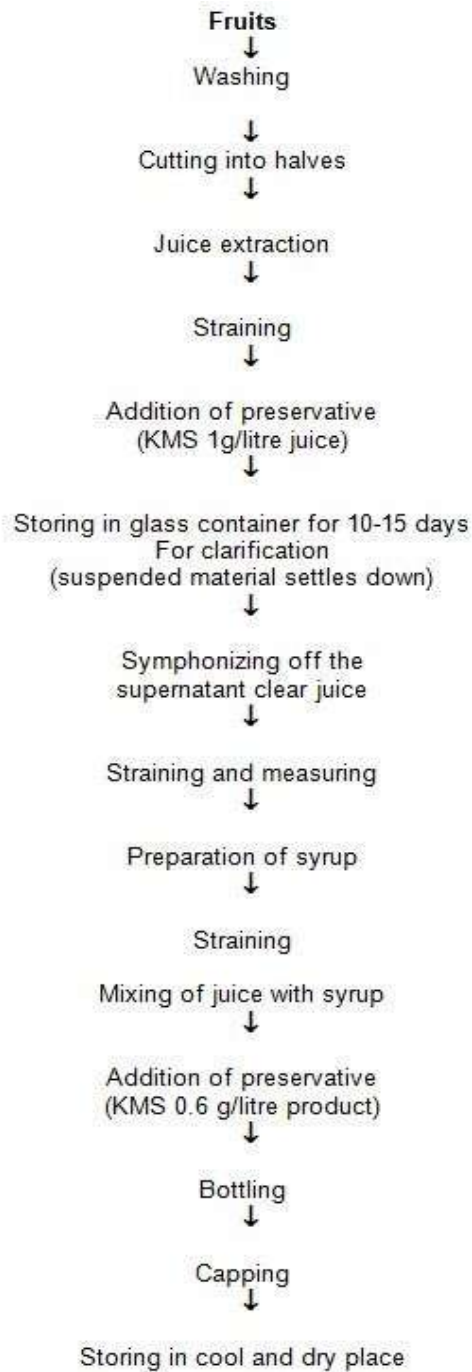 Fruits
↓
Washing
↓
Cutting into halves
↓
Juice extraction
↓
Straining
↓
Addition of preservative
(KMS 1g/litre juice)
↓
Storing in glass container for 10-15 days
For clarification
(suspended material settles down)
↓
Symphonizing off the
supernatant clear juice
↓
Straining and measuring
↓
Preparation of syrup
↓
Straining
Mixing of juice with syrup
↓
Addition of preservative
(KMS 0.6 g/litre product)
↓
Bottling
↓
Capping
↓
Storing in cool and dry place